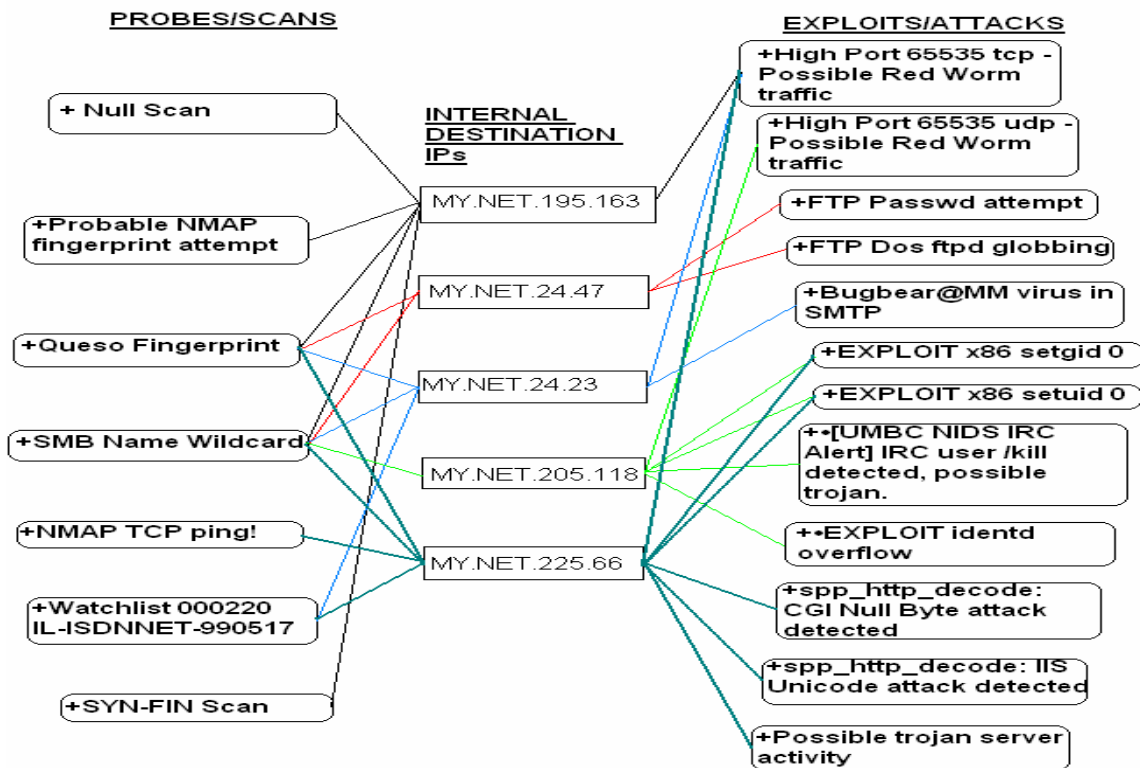 PROBES/SCANS
+ Null Scan
+Probable NMAP
fingerprint attempt
+Queso Fingerprint
+SMB Name Wildcard
+NMAP TCP ping!
+Watchlist 000220
IL-ISDNNET-990517
+SYN-FIN Scan
INTERNAL
DESTINATION
IPs
MY.NET.195.163
MY.NET.24.47
MY.NET.24.23
MY.NET.205.118
MY.NET.225.66
EXPLOITS/ATTACKS
+High Port 65535 tcp -
Possible Red Worm
traffic
+High Port 65535 udp -
Possible Red Worm
traffic
+FTP Passwd attempt
+FTP Dos ftpd globbing
+Bugbear@MM virus in
SMTP
+EXPLOIT x86 setgid 0
+EXPLOIT x86 setuid 0
+•[UMBC NIDS IRC
Alert] IRC user /kill
detected, possible
trojan.
+•EXPLOIT identd
overflow
+spp_http_decode:
CGI Null Byte attack
detected
+spp_http_decode: IIS
Unicode attack detected
+Possible trojan server
activity